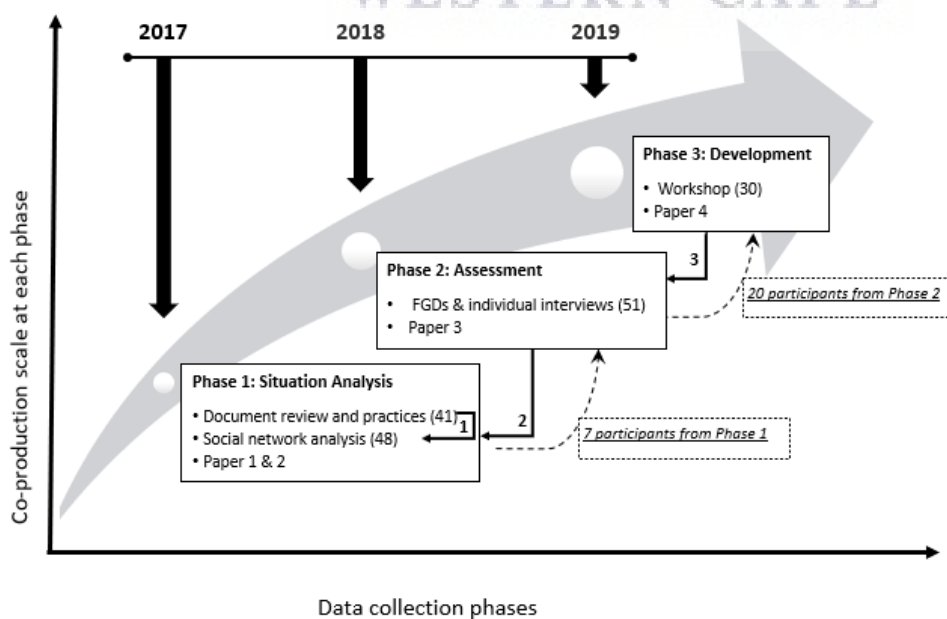 WESTERN CAPE
2017
2018
2019
Co-production scale at each phase
Phase 3: Development
• Workshop (30)
• Paper 4
3
20 participants from Phase 2
Phase 2: Assessment
• FGDs & individual interviews (51)
• Paper 3
2
7 participants from Phase 1
Phase 1: Situation Analysis
• Document review and practices (41)
1
• Social network analysis (48)
• Paper 1 & 2
Data collection phases